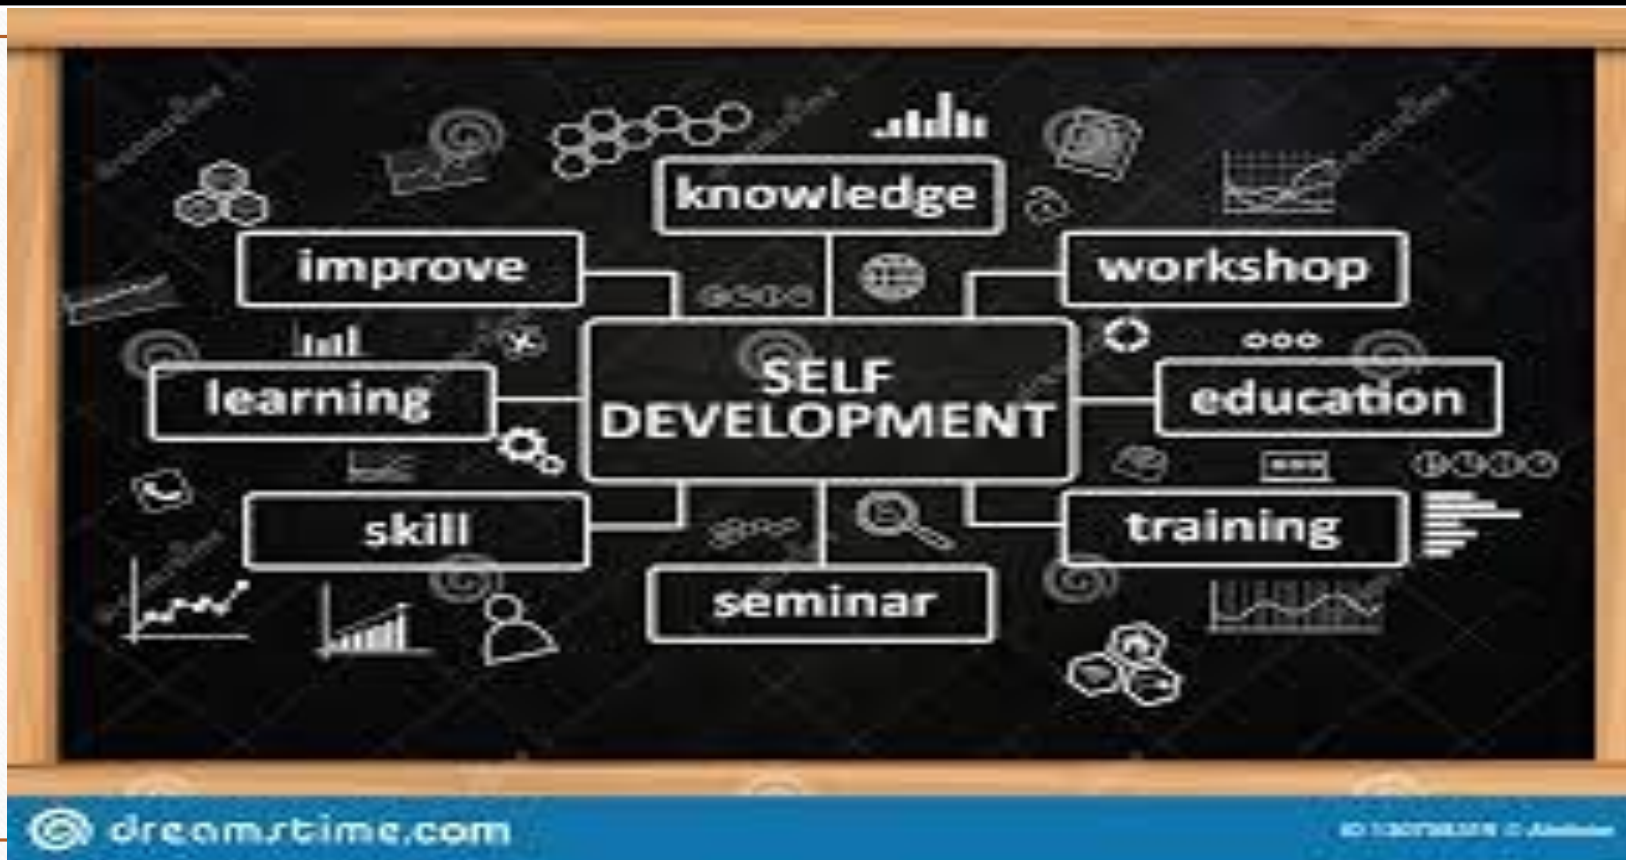 knowledge
improve
workshop
SELF
DEVELOPMENT
learning
education
skill
training
seminar
dreamstime.com